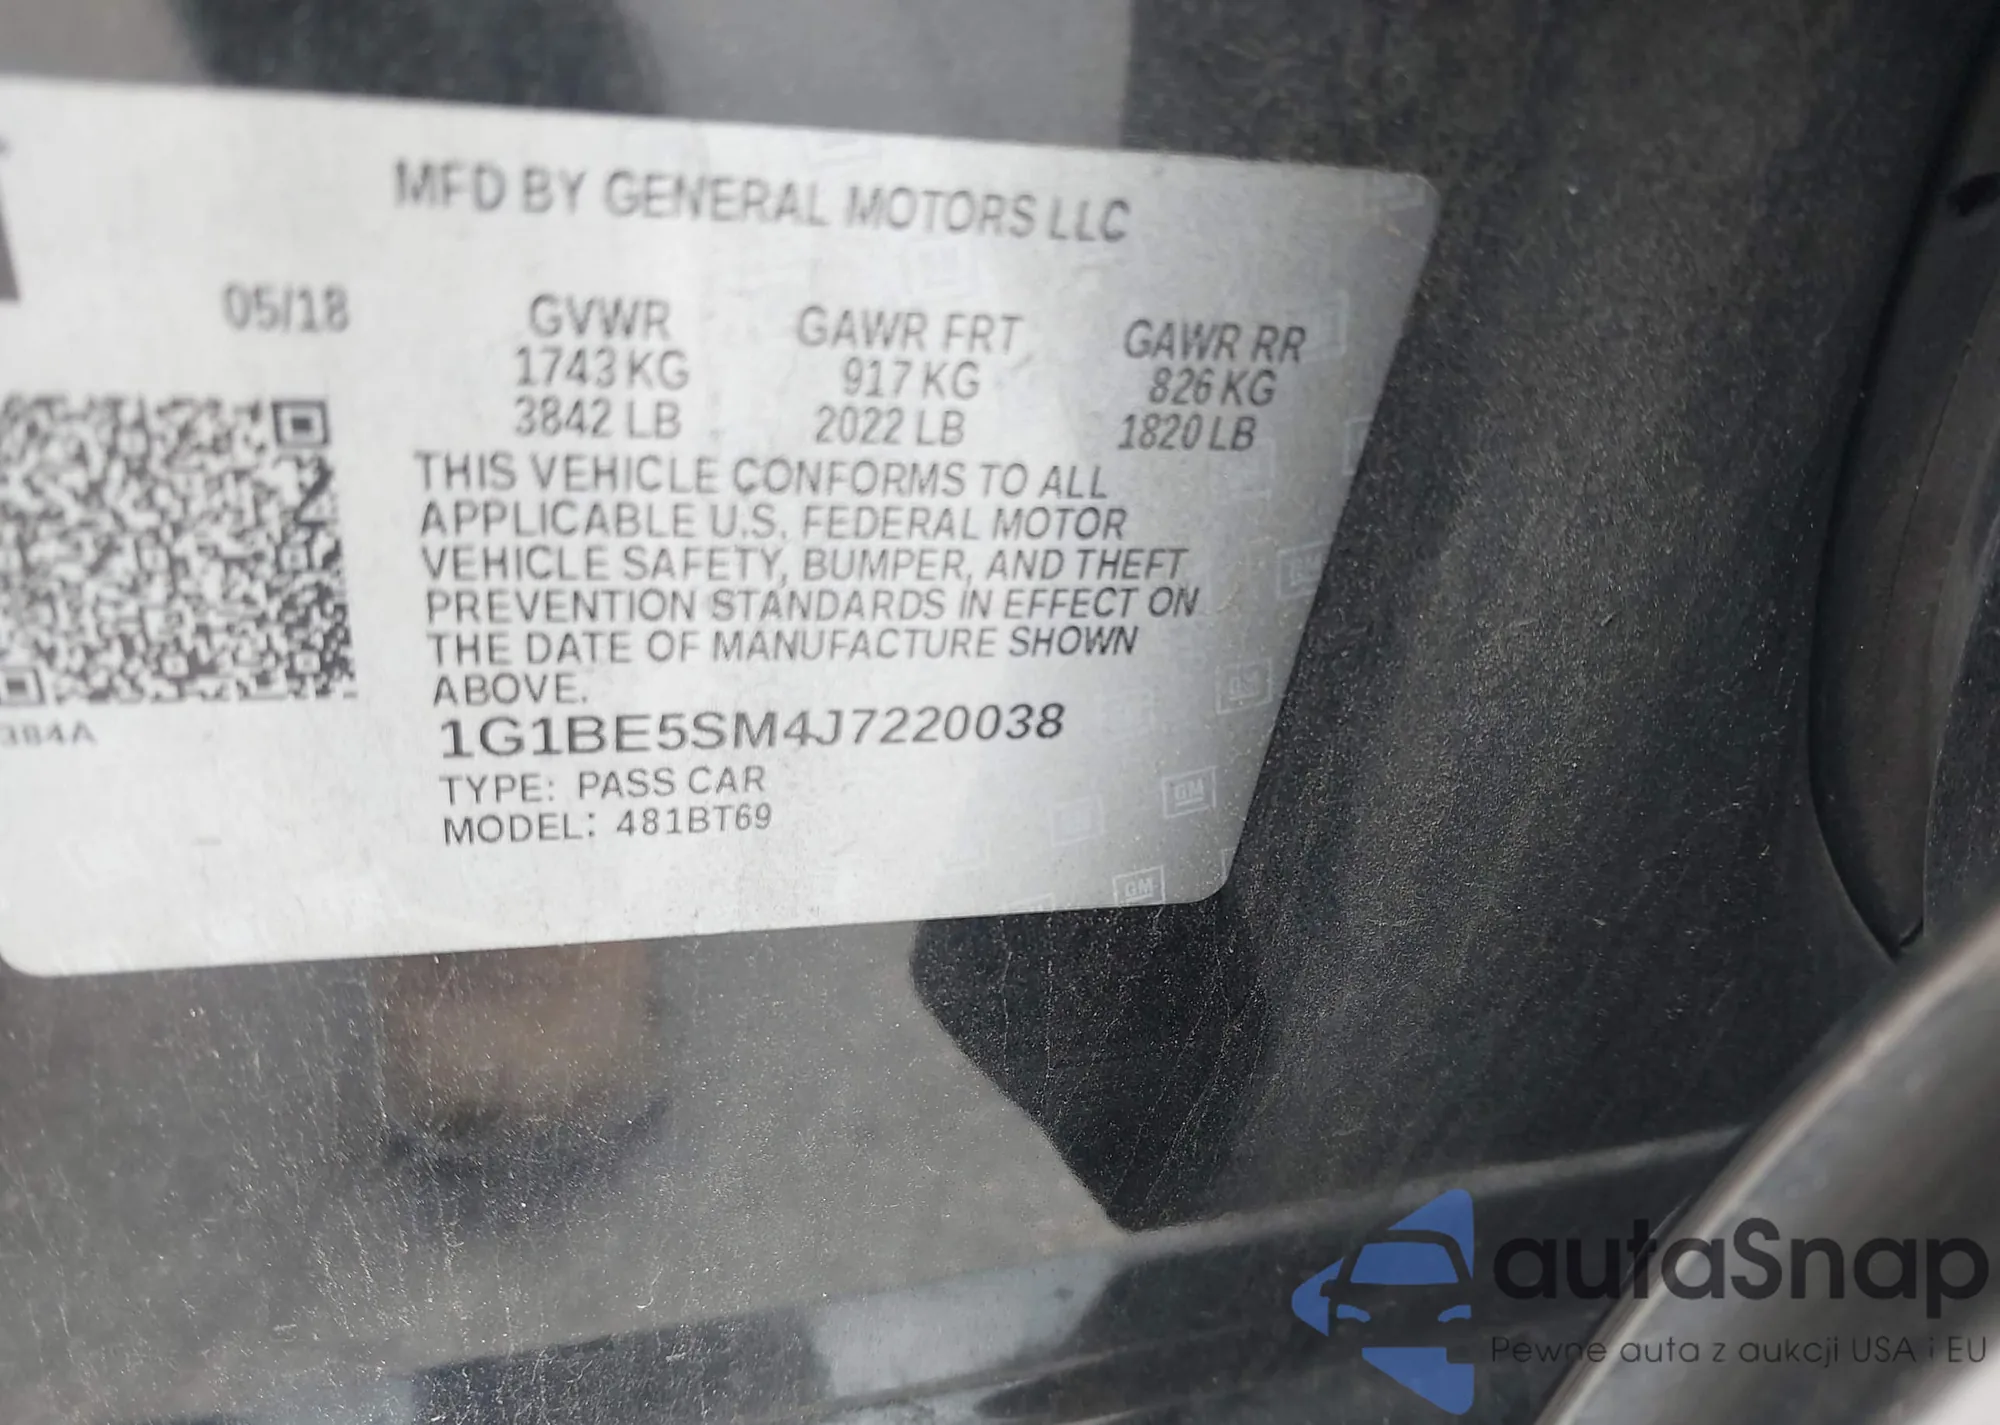 MFD BY GENERAL MOTORS LLC
05/18
GVWR GAWR FRT GAWR RR
1743 KG 917 KG 826 KG
3842 LB 2022 LB 1820 LB
THIS VEHICLE CONFORMS TO ALL
APPLICABLE U.S. FEDERAL MOTOR
VEHICLE SAFETY, BUMPER, AND THEFT
PREVENTION STANDARDS IN EFFECT ON
THE DATE OF MANUFACTURE SHOWN
ABOVE.
384A
1G1BE5SM4J7220038
TYPE: PASS CAR
MODEL: 481BT69
GM
GM
autaSnap
Pewne auta z aukcji USA i EU